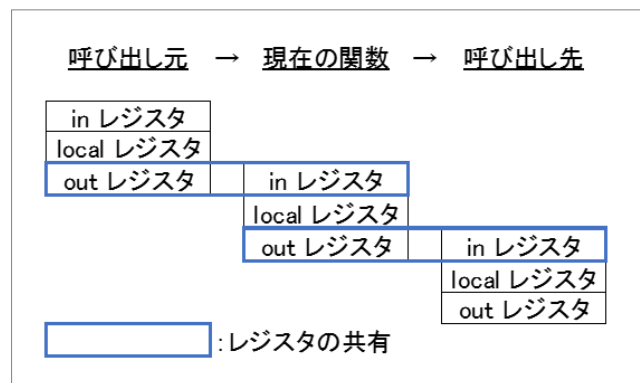 呼び出し元 → 現在の関数 → 呼び出し先
in レジスタ
local レジスタ
out レジスタ in レジスタ
local レジスタ
out レジスタ in レジスタ
local レジスタ
out レジスタ
:レジスタの共有